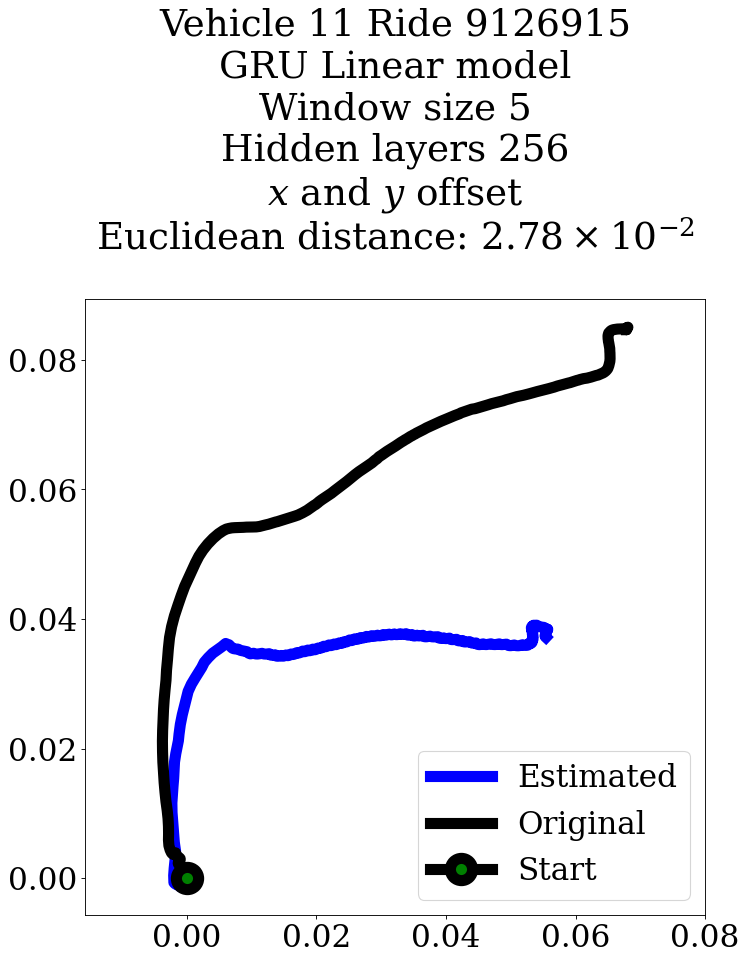 Vehicle 11 Ride 9126915
GRU Linear model
Window size 5
Hidden layers 256
x and y offset
Euclidean distance: 2.78 × 10⁻²
0.08
0.06
0.04
0.02
0.00
Estimated
Original
Start
0.00 0.02 0.04 0.06 0.08